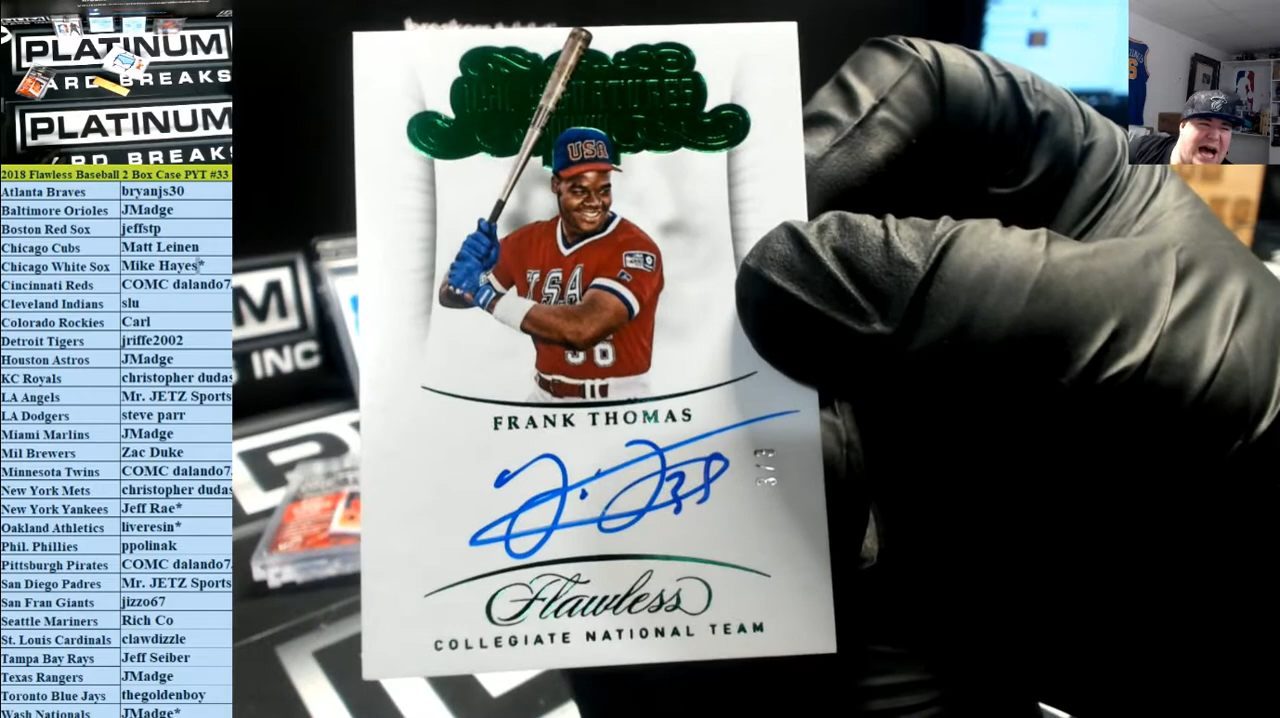 PLATINUM
ARD BREAKS
PLATINUM
ARD BREAKS
2018 Flawless Baseball 2 Box Case PYT #33
Atlanta Braves bryanjs30
Baltimore Orioles JMadge
Boston Red Sox jeffstp
Chicago Cubs Matt Leinen
Chicago White Sox Mike Hayes*
Cincinnati Reds COMC dalando7
Cleveland Indians slu
Colorado Rockies Carl
Detroit Tigers jriffe2002
Houston Astros JMadge
KC Royals christopher dudas
LA Angels Mr. JETZ Sports
LA Dodgers steve parr
Miami Marlins JMadge
Mil Brewers Zac Duke
Minnesota Twins COMC dalando7
New York Mets christopher dudas
New York Yankees Jeff Rae*
Oakland Athletics liveresin*
Phil. Phillies ppolinak
Pittsburgh Pirates COMC dalando7
San Diego Padres Mr. JETZ Sports
San Fran Giants jizzo67
Seattle Mariners Rich Co
St. Louis Cardinals clawdizzle
Tampa Bay Rays Jeff Seiber
Texas Rangers JMadge
Toronto Blue Jays thegoldenboy
Wash Nationals JMadge*
USA
USA
36
FRANK THOMAS
35
3/3
Flawless
COLLEGIATE NATIONAL TEAM
M
S INC